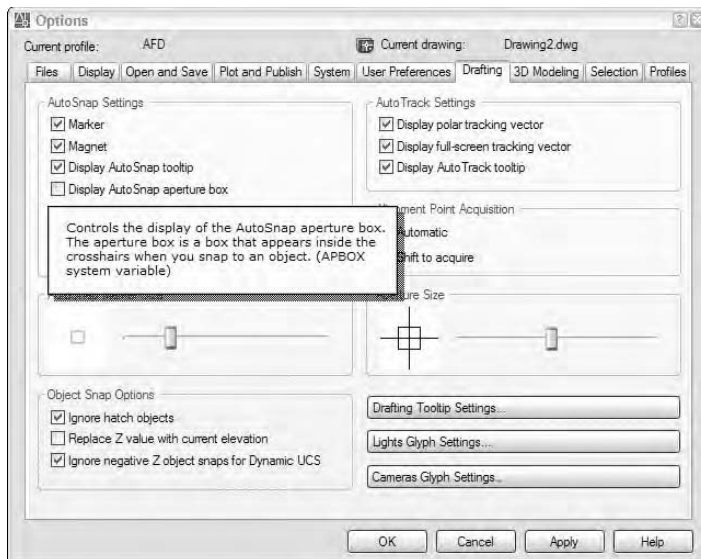 Options
Current profile: AFD Current drawing: Drawing2.dwg
Files Display Open and Save Plot and Publish System User Preferences Drafting 3D Modeling Selection Profiles
AutoSnap Settings
Marker
Magnet
Display AutoSnap tooltip
Display AutoSnap aperture box
Controls the display of the AutoSnap aperture box.
The aperture box is a box that appears inside the
crosshairs when you snap to an object. (APBOX
system variable)
AutoTrack Settings
Display polar tracking vector
Display full-screen tracking vector
Display AutoTrack tooltip
Point Acquisition
Automatic
Shift to acquire
Aperture Size
Object Snap Options
Ignore hatch objects
Replace Z value with current elevation
Ignore negative Z object snaps for Dynamic UCS
Drafting Tooltip Settings...
Lights Glyph Settings....
Cameras Glyph Settings..
OK Cancel Apply Help